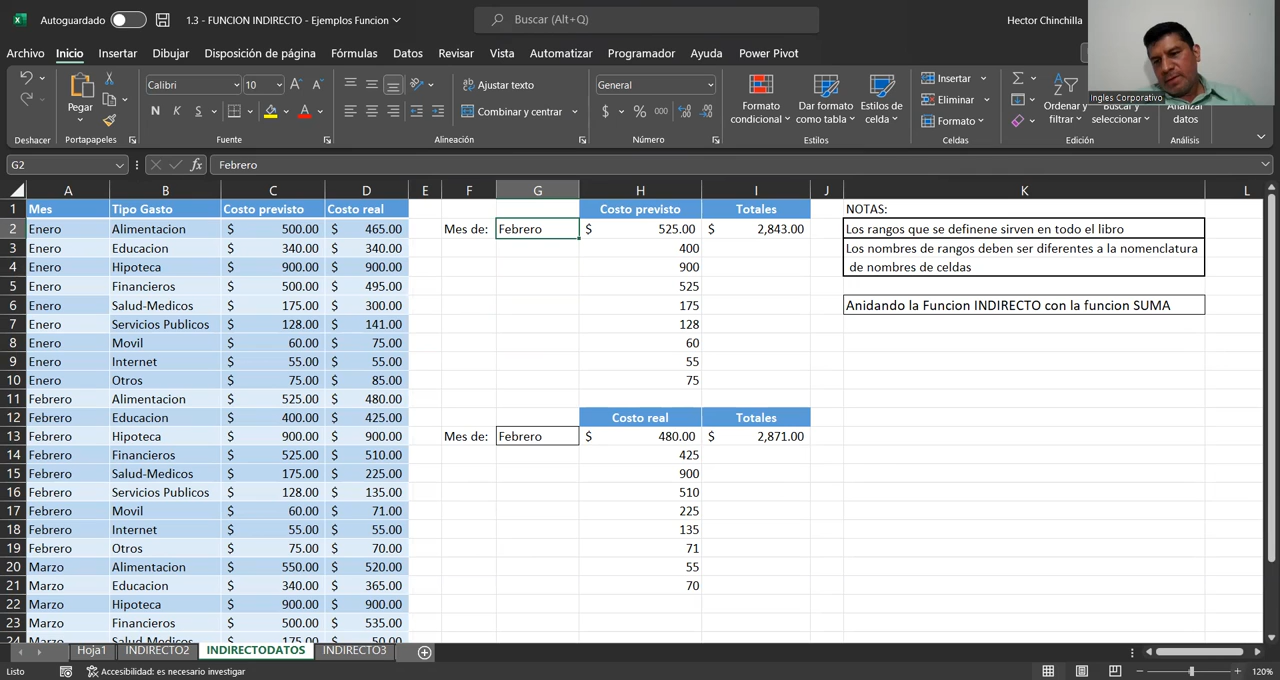 Autoguardado 1.3 - FUNCION INDIRECTO - Ejemplos Funcion Buscar (Alt+Q) Hector Chinchilla
Archivo Inicio Insertar Dibujar Disposición de página Fórmulas Datos Revisar Vista Automatizar Programador Ayuda Power Pivot
Pegar Calibri 10 Ajustar texto General Formato condicional Dar formato como tabla Estilos de celda Insertar Ordenar y filtrar
N K S Combinar y centrar $ % 000 Eliminar Buscar y seleccionar Analizar datos
Formato
Deshacer Portapapeles Fuente Alineación Número Estilos Celdas Edición Análisis
Ingles Corporativo
G2 fx Febrero
A B C D E F G H I J K L
1 Mes Tipo Gasto Costo previsto Costo real Costo previsto Totales NOTAS:
2 Enero Alimentacion $ 500.00 $ 465.00 Mes de: Febrero $ 525.00 $ 2,843.00 Los rangos que se definene sirven en todo el libro
3 Enero Educacion $ 340.00 $ 340.00 400 Los nombres de rangos deben ser diferentes a la nomenclatura
4 Enero Hipoteca $ 900.00 $ 900.00 900 de nombres de celdas
5 Enero Financieros $ 500.00 $ 495.00 525
6 Enero Salud-Medicos $ 175.00 $ 300.00 175 Anidando la Funcion INDIRECTO con la funcion SUMA
7 Enero Servicios Publicos $ 128.00 $ 141.00 128
8 Enero Movil $ 60.00 $ 75.00 60
9 Enero Internet $ 55.00 $ 55.00 55
10 Enero Otros $ 75.00 $ 85.00 75
11 Febrero Alimentacion $ 525.00 $ 480.00
12 Febrero Educacion $ 400.00 $ 425.00 Costo real Totales
13 Febrero Hipoteca $ 900.00 $ 900.00 Mes de: Febrero $ 480.00 $ 2,871.00
14 Febrero Financieros $ 525.00 $ 510.00 425
15 Febrero Salud-Medicos $ 175.00 $ 225.00 900
16 Febrero Servicios Publicos $ 128.00 $ 135.00 510
17 Febrero Movil $ 60.00 $ 71.00 225
18 Febrero Internet $ 55.00 $ 55.00 135
19 Febrero Otros $ 75.00 $ 70.00 71
20 Marzo Alimentacion $ 550.00 $ 520.00 55
21 Marzo Educacion $ 340.00 $ 365.00 70
22 Marzo Hipoteca $ 900.00 $ 900.00
23 Marzo Financieros $ 500.00 $ 535.00
24 Marzo Salud-Medicos $ 175.00 $ 50.00
Hoja1 INDIRECTO2 INDIRECTODATOS INDIRECTO3
Listo Accesibilidad: es necesario investigar 120%